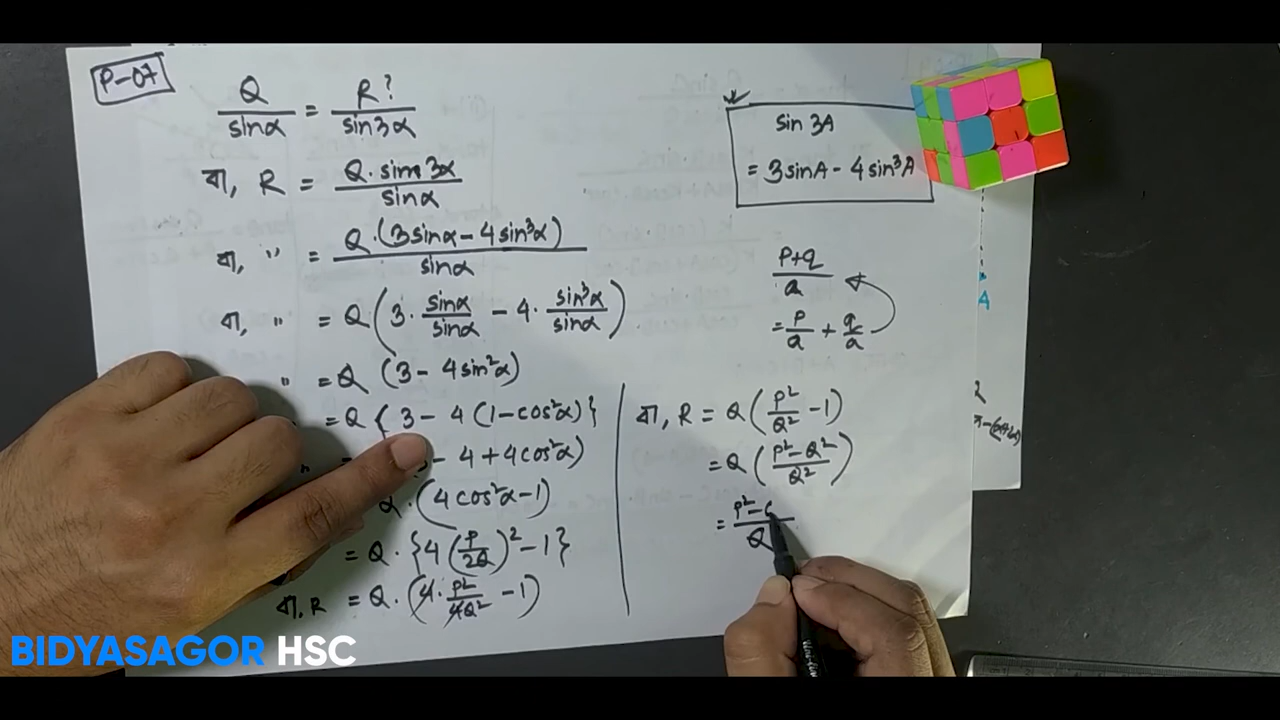 P-07
Q/sinα = R?/sin3α
বা, R = Q·sin3α/sinα
বা, " = Q·(3sinα - 4sin³α)/sinα
বা, " = Q·(3·sinα/sinα - 4·sin³α/sinα)
" = Q (3 - 4sin²α)
= Q {3 - 4(1-cos²α)}
- 4 + 4cos²α)
Q·(4cos²α - 1)
= Q·{4(P/2Q)² - 1}
বা, R = Q·(4·P²/4Q² - 1)
sin 3A
= 3sinA - 4sin³A
P+q/a
= P/a + q/a
বা, R = Q(P²/Q² - 1)
= Q(P²-Q²/Q²)
= P²-/Q
A
BIDYASAGOR HSC